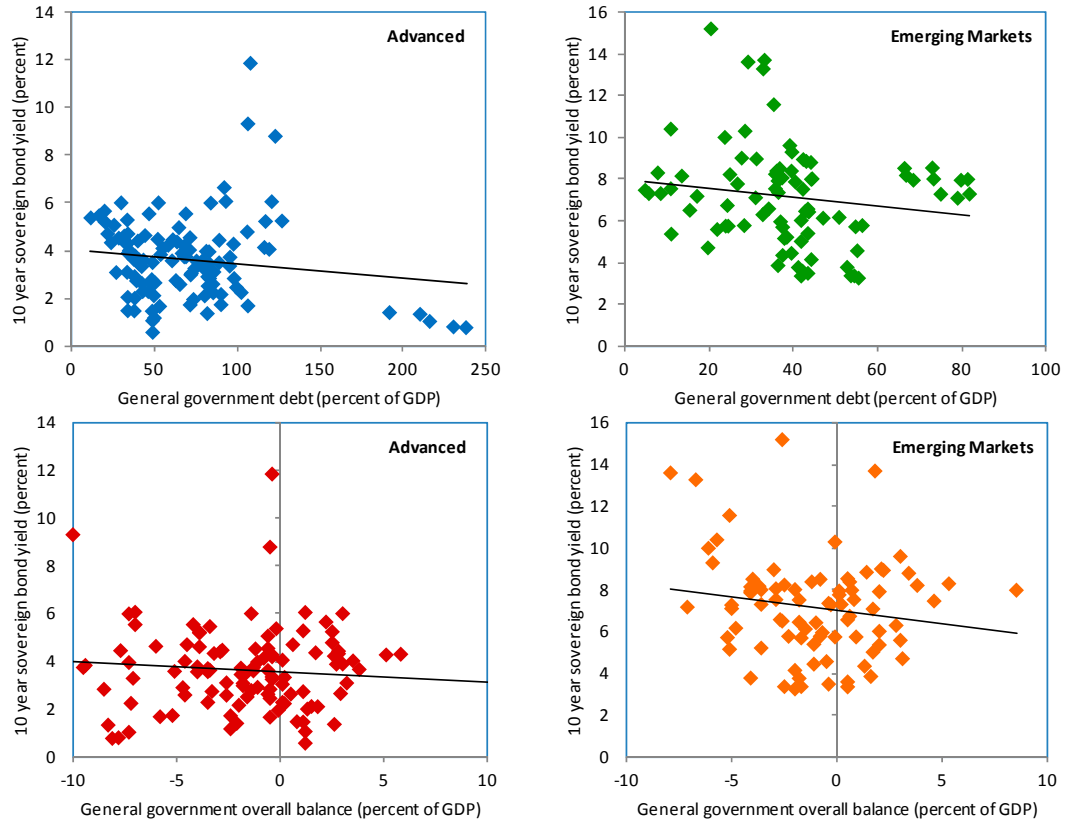 Advanced
10 year sovereign bond yield (percent)
14
12
10
8
6
4
2
0
0 50 100 150 200 250
General government debt (percent of GDP)
Emerging Markets
10 year sovereign bond yield (percent)
16
14
12
10
8
6
4
2
0
0 20 40 60 80 100
General government debt (percent of GDP)
Advanced
10 year sovereign bond yield (percent)
14
12
10
8
6
4
2
0
-10 -5 0 5 10
General government overall balance (percent of GDP)
Emerging Markets
10 year sovereign bond yield (percent)
16
14
12
10
8
6
4
2
0
-10 -5 0 5 10
General government overall balance (percent of GDP)